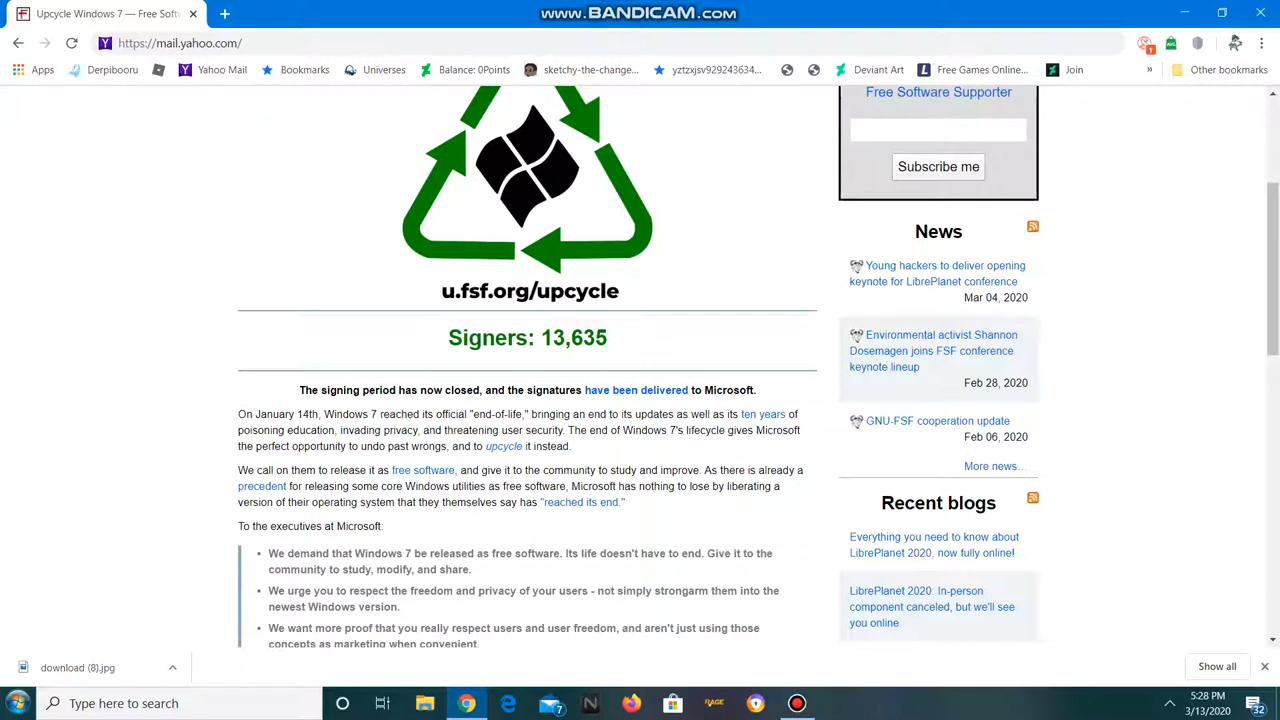 Upcycle Windows 7 — Free Softw
WWW.BANDICAM.COM
https://mail.yahoo.com/
1
Apps
Derpibooru
Yahoo Mail
Bookmarks
Universes
Balance: 0Points
sketchy-the-change...
yztzxjsv929243634...
Deviant Art
Free Games Online...
Join
»
Other bookmarks
u.fsf.org/upcycle
Signers: 13,635
The signing period has now closed, and the signatures have been delivered to Microsoft.
On January 14th, Windows 7 reached its official "end-of-life," bringing an end to its updates as well as its ten years of
poisoning education, invading privacy, and threatening user security. The end of Windows 7's lifecycle gives Microsoft
the perfect opportunity to undo past wrongs, and to upcycle it instead.
We call on them to release it as free software, and give it to the community to study and improve. As there is already a
precedent for releasing some core Windows utilities as free software, Microsoft has nothing to lose by liberating a
version of their operating system that they themselves say has "reached its end."
To the executives at Microsoft:
• We demand that Windows 7 be released as free software. Its life doesn't have to end. Give it to the
community to study, modify, and share.
• We urge you to respect the freedom and privacy of your users - not simply strongarm them into the
newest Windows version.
• We want more proof that you really respect users and user freedom, and aren't just using those
concepts as marketing when convenient.
Free Software Supporter
Subscribe me
News
Young hackers to deliver opening
keynote for LibrePlanet conference
Mar 04, 2020
Environmental activist Shannon
Dosemagen joins FSF conference
keynote lineup
Feb 28, 2020
GNU-FSF cooperation update
Feb 06, 2020
More news…
Recent blogs
Everything you need to know about
LibrePlanet 2020, now fully online!
LibrePlanet 2020: In-person
component canceled, but we'll see
you online
download (8).jpg
Show all
Type here to search
7
N
RAGE
5:28 PM
3/13/2020
32